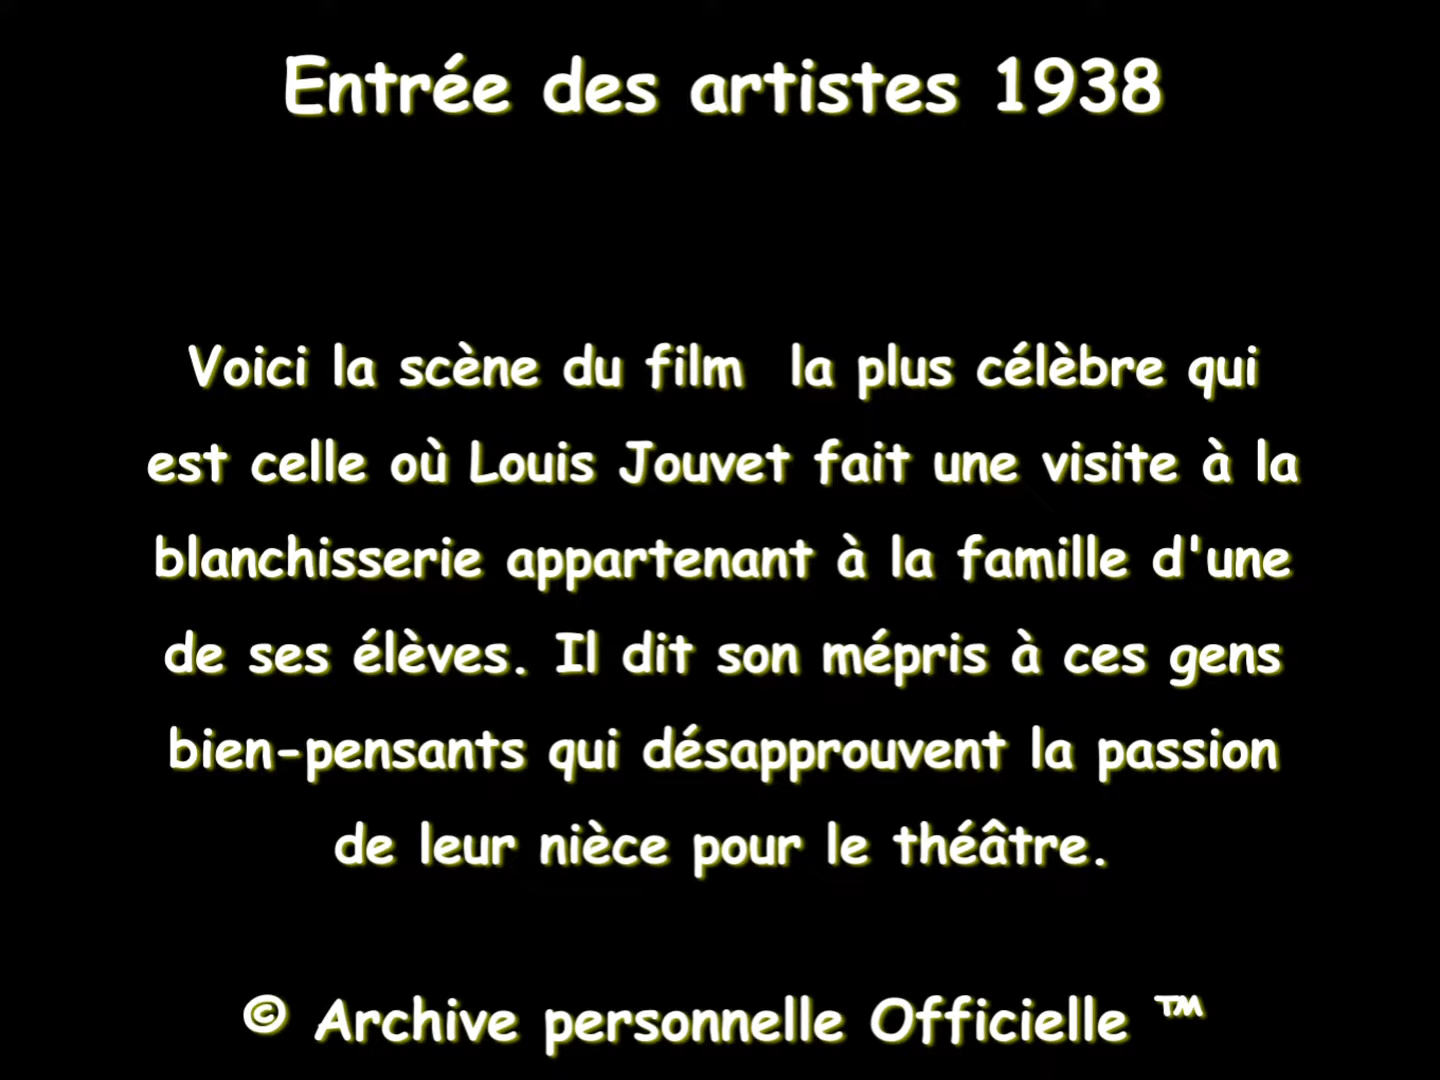 Entrée des artistes 1938
Voici la scène du film  la plus célèbre qui
est celle où Louis Jouvet fait une visite à la
blanchisserie appartenant à la famille d'une
de ses élèves. Il dit son mépris à ces gens
bien-pensants qui désapprouvent la passion
de leur nièce pour le théâtre.
© Archive personnelle Officielle ™